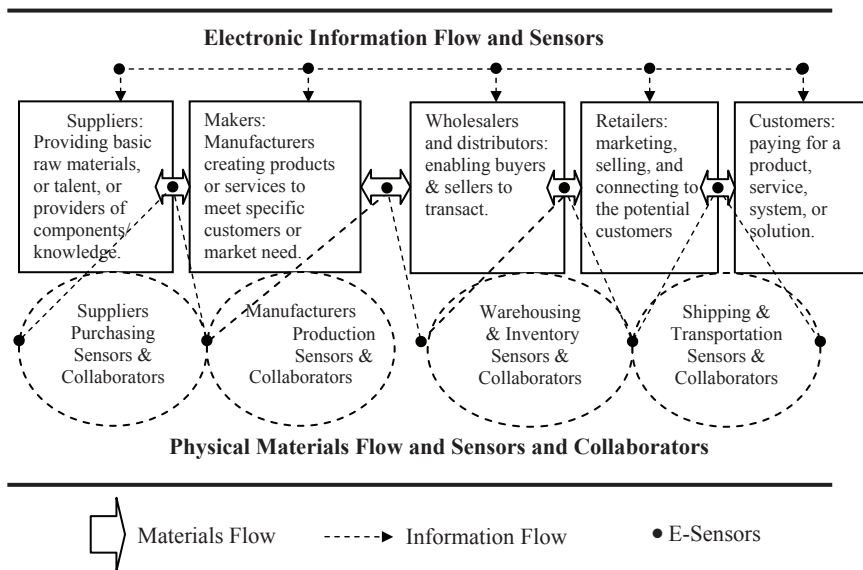 Electronic Information Flow and Sensors
Suppliers:
Providing basic
raw materials,
or talent, or
providers of
components/
knowledge.
Makers:
Manufacturers
creating products
or services to
meet specific
customers or
market need.
Wholesalers
and distributors:
enabling buyers
& sellers to
transact.
Retailers:
marketing,
selling, and
connecting to
the potential
customers
Customers:
paying for a
product,
service,
system, or
solution.
Suppliers
Purchasing
Sensors &
Collaborators
Manufacturers
Production
Sensors &
Collaborators
Warehousing
& Inventory
Sensors &
Collaborators
Shipping &
Transportation
Sensors &
Collaborators
Physical Materials Flow and Sensors and Collaborators
Materials Flow
Information Flow
E-Sensors